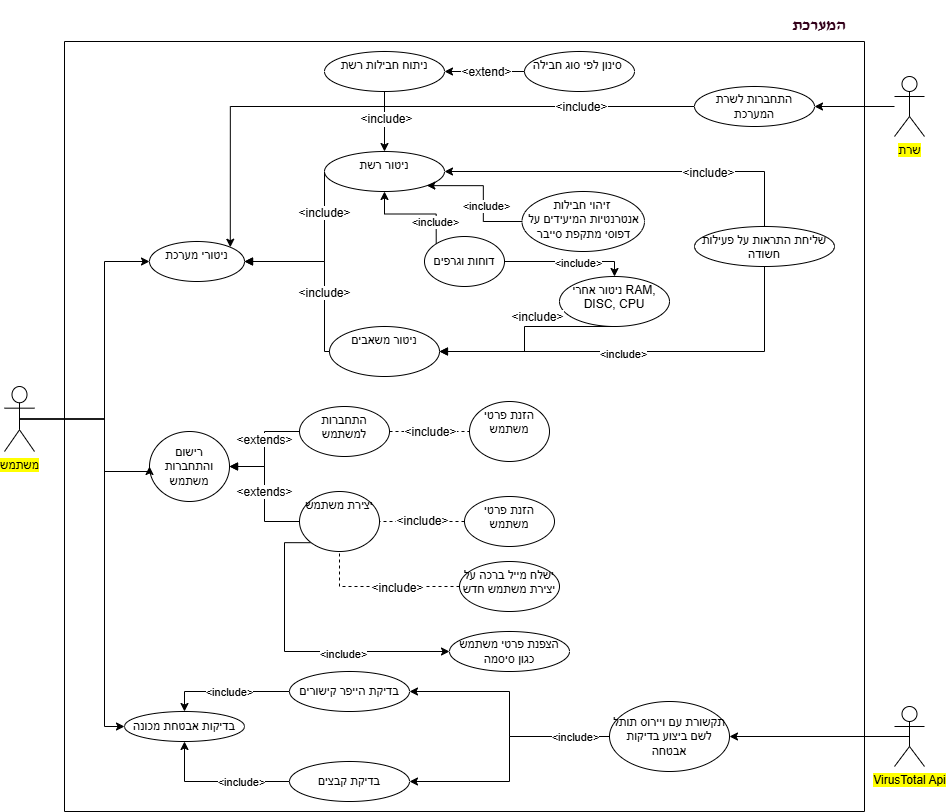 המערכת
ניתוח חבילות רשת
<extend>
סינון לפי סוג חבילה
<include>
<include>
התחברות לשרת
המערכת
שרת
ניטור רשת
<include>
<include>
<include>
<include>
זיהוי חבילות
אנטרנטיות המיעידים על
דפוסי מתקפת סייבר
שליחת התראות על פעילות
חשודה
ניטורי מערכת
דוחות וגרפים
<include>
<include>
ניטור אחרי RAM,
DISC, CPU
<include>
ניטור משאבים
<include>
משתמש
רישום
והתחברות
משתמש
<extends>
התחברות
למשתמש
<include>
הזנת פרטי
משתמש
<extends>
יצירת משתמש
<include>
הזנת פרטי
משתמש
<include>
ישלח מייל ברכה על
יצירת משתמש חדש
<include>
הצפנת פרטי משתמש
כגון סיסמה
<include>
בדיקת הייפר קישורים
בדיקות אבטחת מכונה
<include>
תקשורת עם ויירוס תותל
לשם ביצוע בדיקות
אבטחה
<include>
בדיקת קבצים
VirusTotal Api